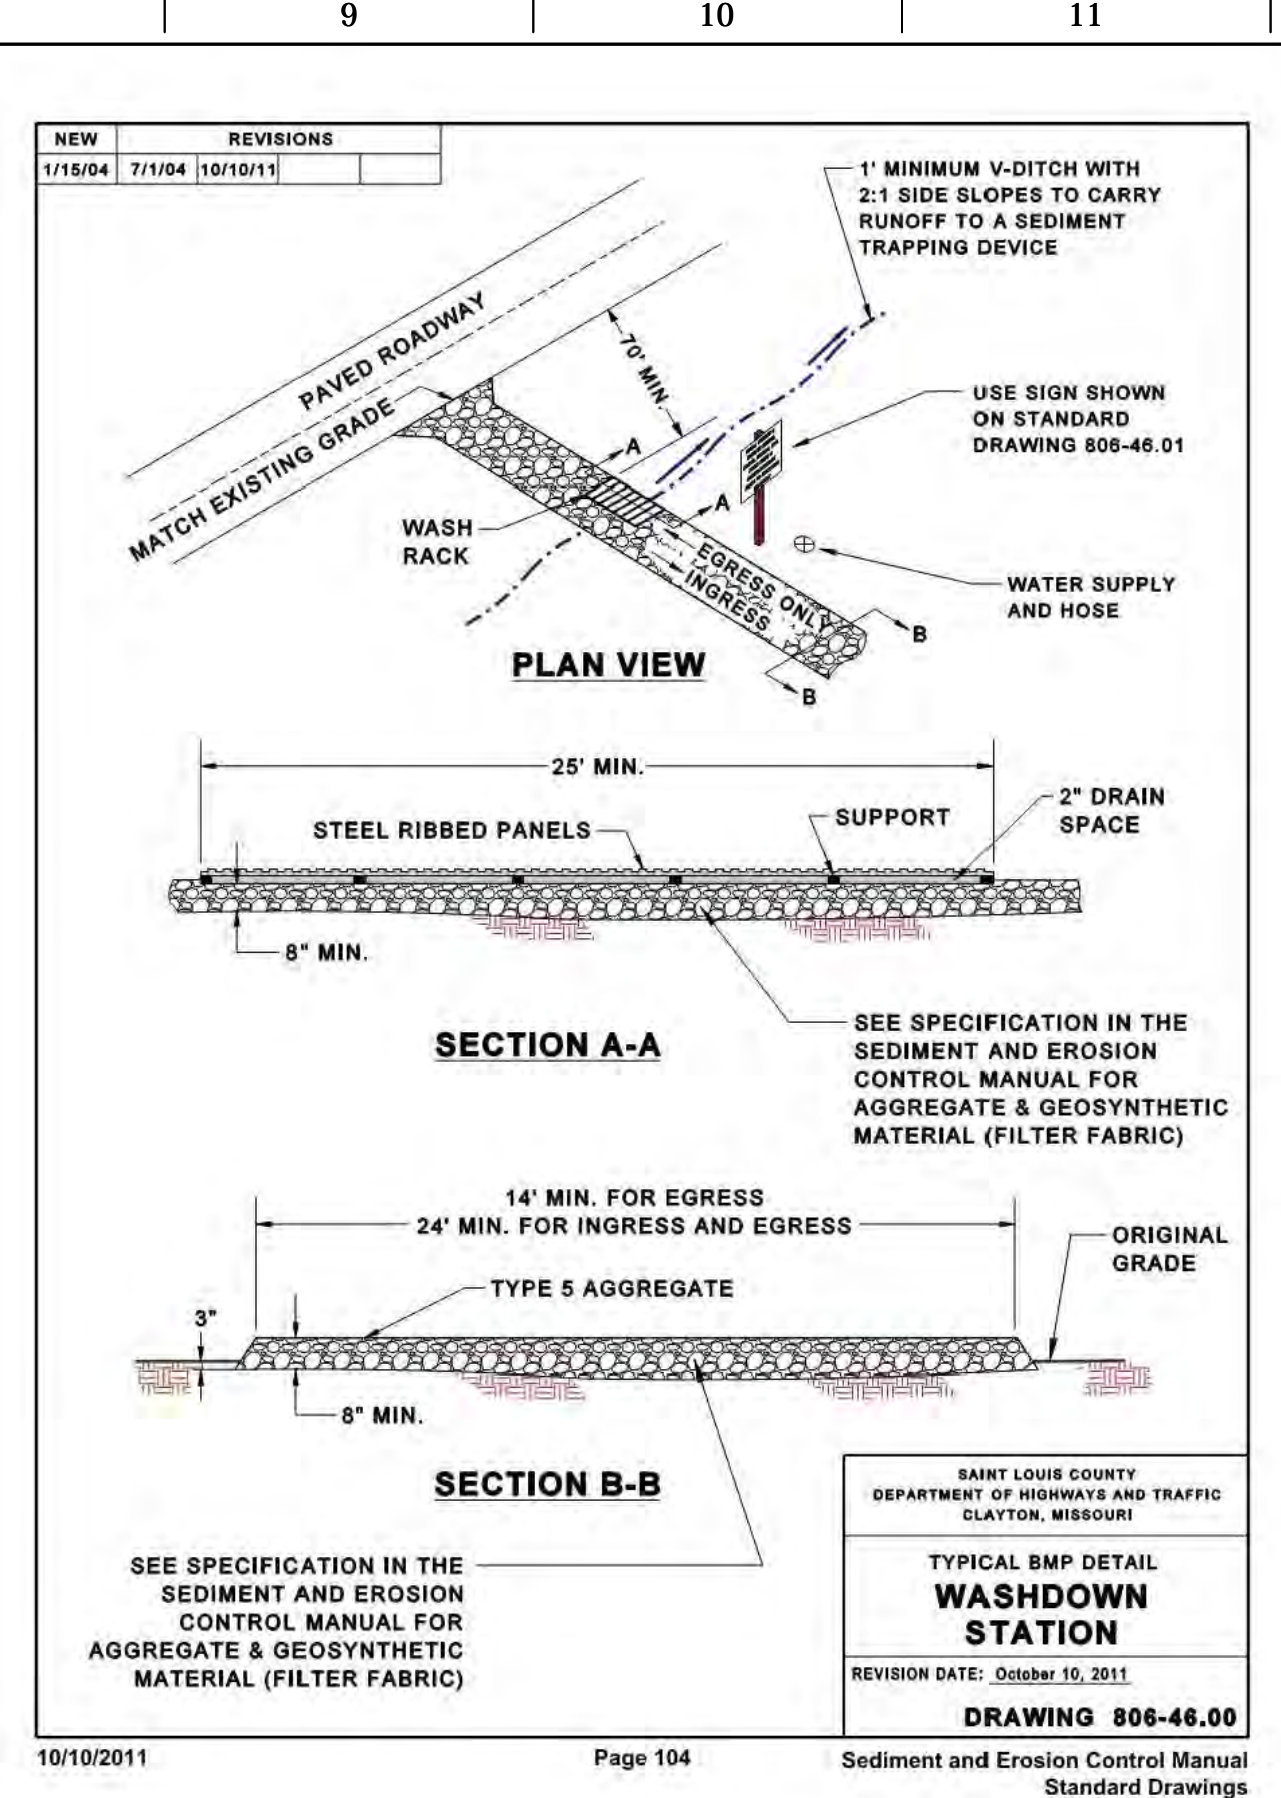 9 10 11
NEW REVISIONS
1/15/04 7/1/04 10/10/11
1' MINIMUM V-DITCH WITH
2:1 SIDE SLOPES TO CARRY
RUNOFF TO A SEDIMENT
TRAPPING DEVICE
PAVED ROADWAY
MATCH EXISTING GRADE
70' MIN.
USE SIGN SHOWN
ON STANDARD
DRAWING 806-46.01
A
A
WASH
RACK
EGRESS ONLY
INGRESS
WATER SUPPLY
AND HOSE
B
B
PLAN VIEW
25' MIN.
2" DRAIN
SPACE
STEEL RIBBED PANELS
SUPPORT
8" MIN.
SECTION A-A
SEE SPECIFICATION IN THE
SEDIMENT AND EROSION
CONTROL MANUAL FOR
AGGREGATE & GEOSYNTHETIC
MATERIAL (FILTER FABRIC)
14' MIN. FOR EGRESS
24' MIN. FOR INGRESS AND EGRESS
ORIGINAL
GRADE
TYPE 5 AGGREGATE
3"
8" MIN.
SECTION B-B
SEE SPECIFICATION IN THE
SEDIMENT AND EROSION
CONTROL MANUAL FOR
AGGREGATE & GEOSYNTHETIC
MATERIAL (FILTER FABRIC)
SAINT LOUIS COUNTY
DEPARTMENT OF HIGHWAYS AND TRAFFIC
CLAYTON, MISSOURI
TYPICAL BMP DETAIL
WASHDOWN
STATION
REVISION DATE: October 10, 2011
DRAWING 806-46.00
10/10/2011 Page 104 Sediment and Erosion Control Manual
Standard Drawings